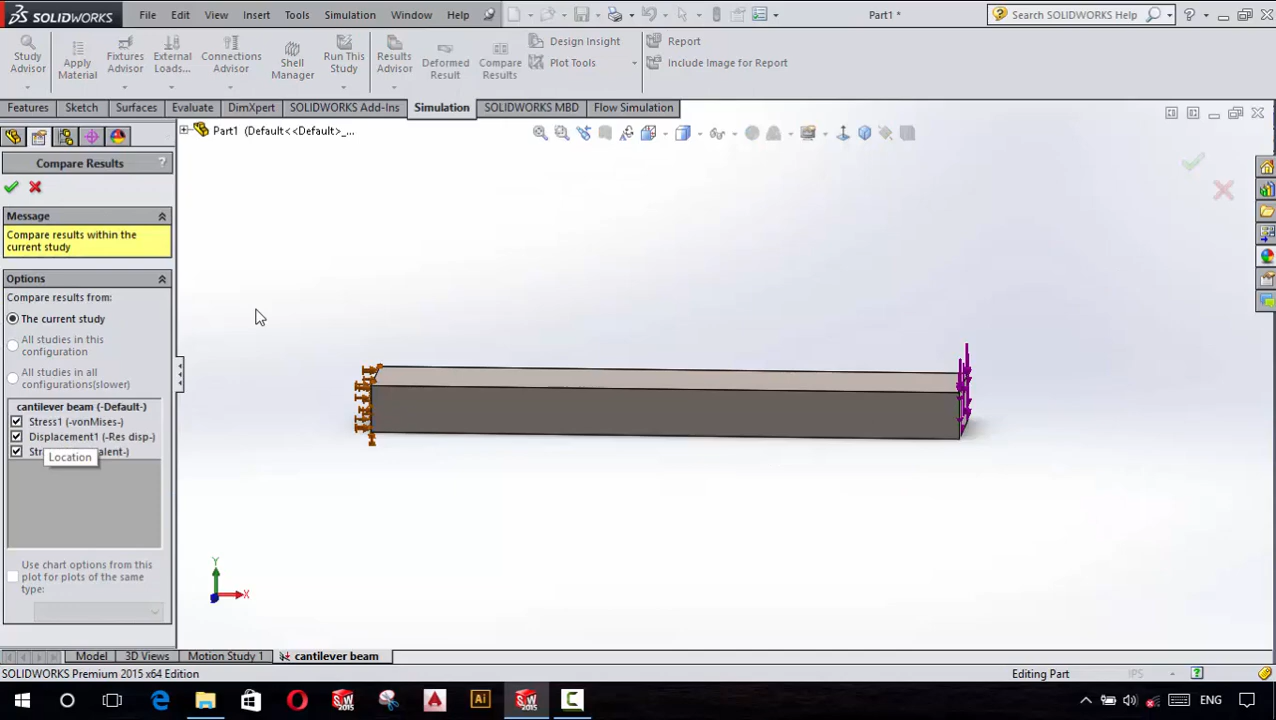 SOLIDWORKS File Edit View Insert Tools Simulation Window Help Part1 * Search SOLIDWORKS Help
Study Advisor
Apply Material
Fixtures Advisor
External Loads...
Connections Advisor
Shell Manager
Run This Study
Results Advisor
Deformed Result
Compare Results
Design Insight
Plot Tools
Report
Include Image for Report
Features Sketch Surfaces Evaluate DimXpert SOLIDWORKS Add-Ins Simulation SOLIDWORKS MBD Flow Simulation
Part1 (Default<<Default>_...
Compare Results ?
Message
Compare results within the
current study
Options
Compare results from:
The current study
All studies in this
configuration
All studies in all
configurations(slower)
cantilever beam (-Default-)
Stress1 (-vonMises-)
Displacement1 (-Res disp-)
Location
Use chart options from this
plot for plots of the same
type:
Y
X
Model 3D Views Motion Study 1 cantilever beam
SOLIDWORKS Premium 2015 x64 Edition Editing Part IPS
ENG